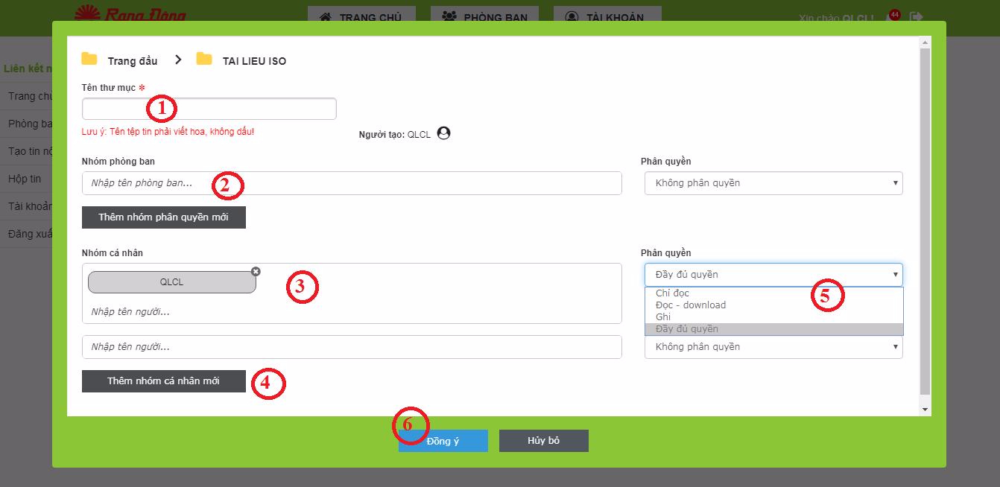 Rạng Đông
TRANG CHỦ
PHÒNG BAN
TÀI KHOẢN
Xin chào QLCL!
44
Liên kết n
Trang chủ
Phòng ba
Tạo tin nộ
Hộp tin
Tài khoản
Đăng xuấ
Trang đầu
TAI LIEU ISO
Tên thư mục *
1
Lưu ý: Tên tệp tin phải viết hoa, không dấu!
Người tạo: QLCL
Nhóm phòng ban
Phân quyền
Nhập tên phòng ban...
2
Không phân quyền
Thêm nhóm phân quyền mới
Nhóm cá nhân
Phân quyền
QLCL
3
Đầy đủ quyền
Chỉ đọc
5
Đọc - download
Nhập tên người...
Ghi
Đầy đủ quyền
Nhập tên người...
Không phân quyền
Thêm nhóm cá nhân mới
4
6
Đồng ý
Hủy bỏ